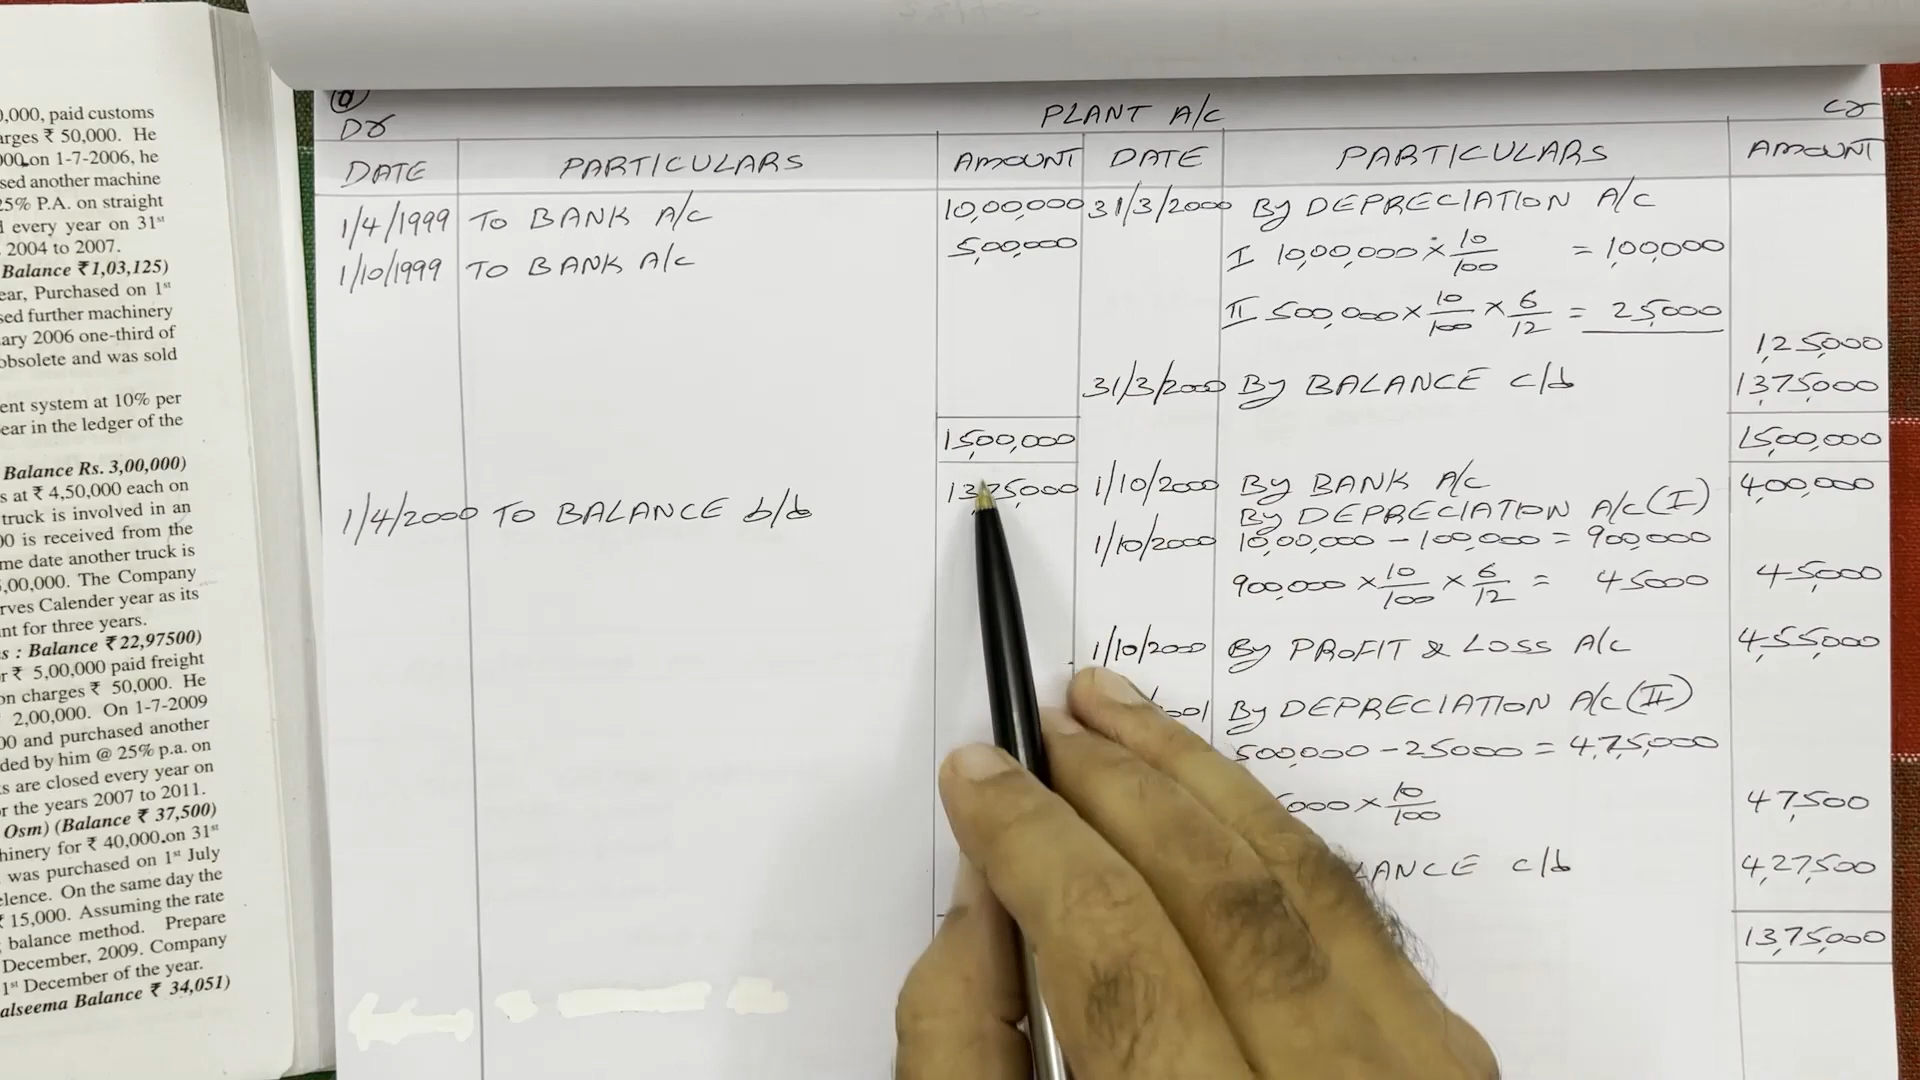 0,000, paid customs
arges ₹ 50,000. He
000 on 1-7-2006, he
sed another machine
25% P.A. on straight
d every year on 31st
2004 to 2007.
Balance ₹1,03,125)
ear, Purchased on 1st
sed further machinery
ary 2006 one-third of
obsolete and was sold
ent system at 10% per
ear in the ledger of the
Balance Rs. 3,00,000)
s at ₹ 4,50,000 each on
truck is involved in an
00 is received from the
me date another truck is
5,00,000. The Company
rves Calender year as its
nt for three years.
s : Balance ₹22,97500)
r ₹ 5,00,000 paid freight
on charges ₹ 50,000. He
2,00,000. On 1-7-2009
00 and purchased another
ded by him @ 25% p.a. on
s are closed every year on
or the years 2007 to 2011.
Osm) (Balance ₹ 37,500)
hinery for ₹ 40,000.on 31st
was purchased on 1st July
lence. On the same day the
₹ 15,000. Assuming the rate
balance method. Prepare
December, 2009. Company
1st December of the year.
alseema Balance ₹ 34,051)
PLANT A/c
Dr Cr
DATE PARTICULARS AMOUNT DATE PARTICULARS AMOUNT
1/4/1999 TO BANK A/c 10,00,000 31/3/2000 By DEPRECIATION A/c
1/10/1999 TO BANK A/c 5,00,000 I 10,00,000 × 10/100 = 1,00,000
II 500,000 × 10/100 × 6/12 = 25,000
1,25,000
31/3/2000 By BALANCE c/d 13,75,000
15,00,000 15,00,000
1/4/2000 TO BALANCE b/d 13,75,000 1/10/2000 By BANK A/c 4,00,000
By DEPRECIATION A/c (I)
1/10/2000 10,00,000 - 100,000 = 900,000
900,000 × 10/100 × 6/12 = 45000 45,000
1/10/2000 By PROFIT & LOSS A/c 4,55,000
001 By DEPRECIATION A/c (II)
500,000 - 25000 = 4,75,000
000 × 10/100 47,500
LANCE c/d 4,27,500
13,75,000